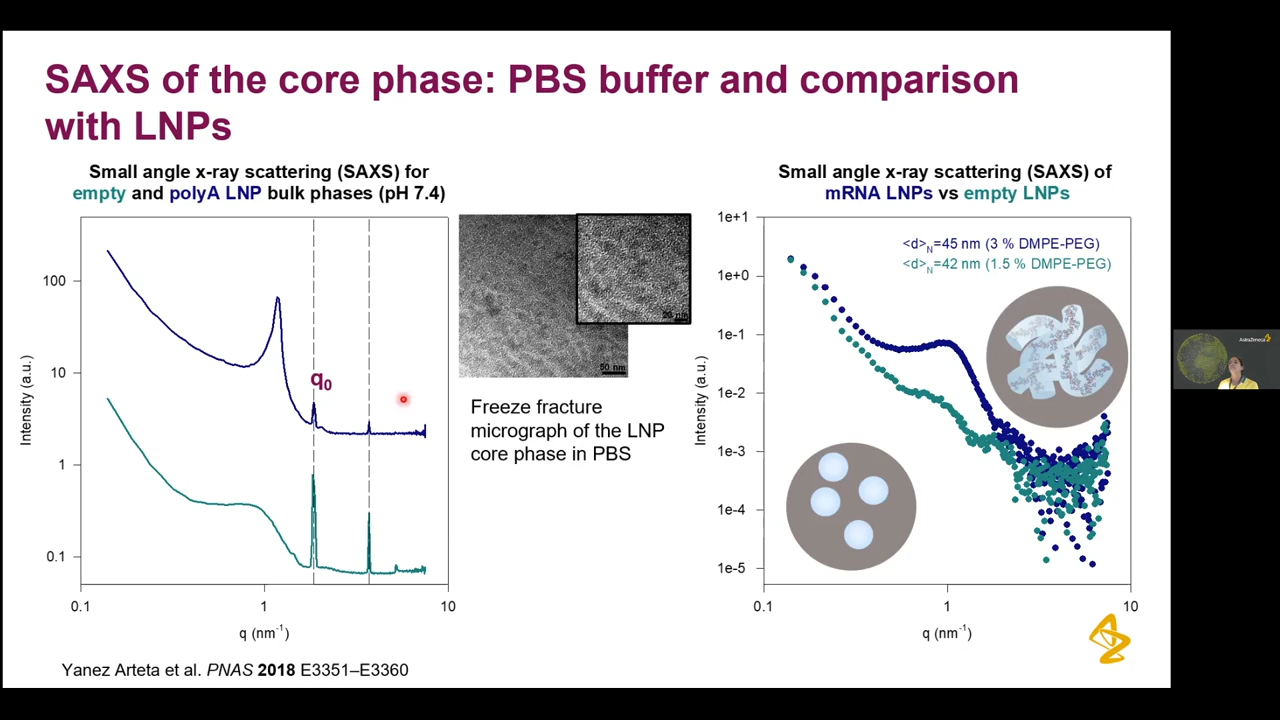 SAXS of the core phase: PBS buffer and comparison
with LNPs
Small angle x-ray scattering (SAXS) for
empty and polyA LNP bulk phases (pH 7.4)
100
10
1
0.1
Intensity (a.u.)
q0
0.1
1
10
q (nm-1)
20 nm
50 nm
Freeze fracture
micrograph of the LNP
core phase in PBS
Small angle x-ray scattering (SAXS) of
mRNA LNPs vs empty LNPs
<d>N=45 nm (3 % DMPE-PEG)
<d>N=42 nm (1.5 % DMPE-PEG)
1e+1
1e+0
1e-1
1e-2
1e-3
1e-4
1e-5
Intensity (a.u.)
0.1
1
10
q (nm-1)
Yanez Arteta et al. PNAS 2018 E3351–E3360
AstraZeneca